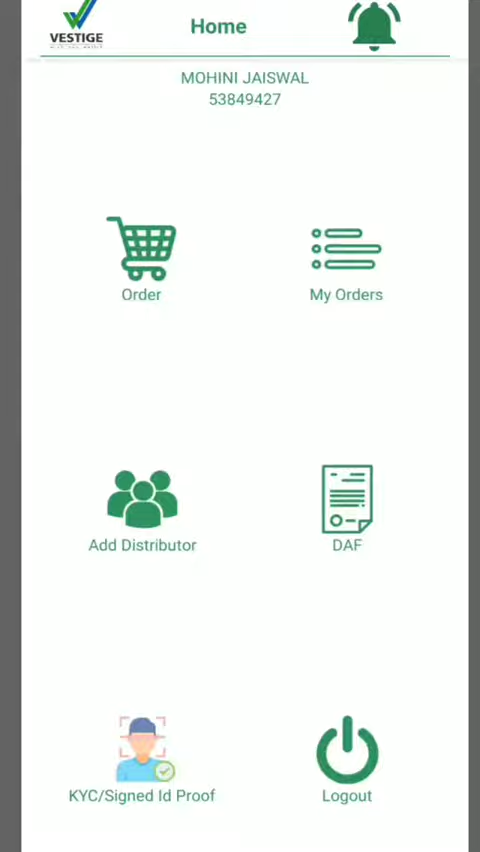 VESTIGE
Home
MOHINI JAISWAL
53849427
Order
My Orders
Add Distributor
DAF
KYC/Signed Id Proof
Logout